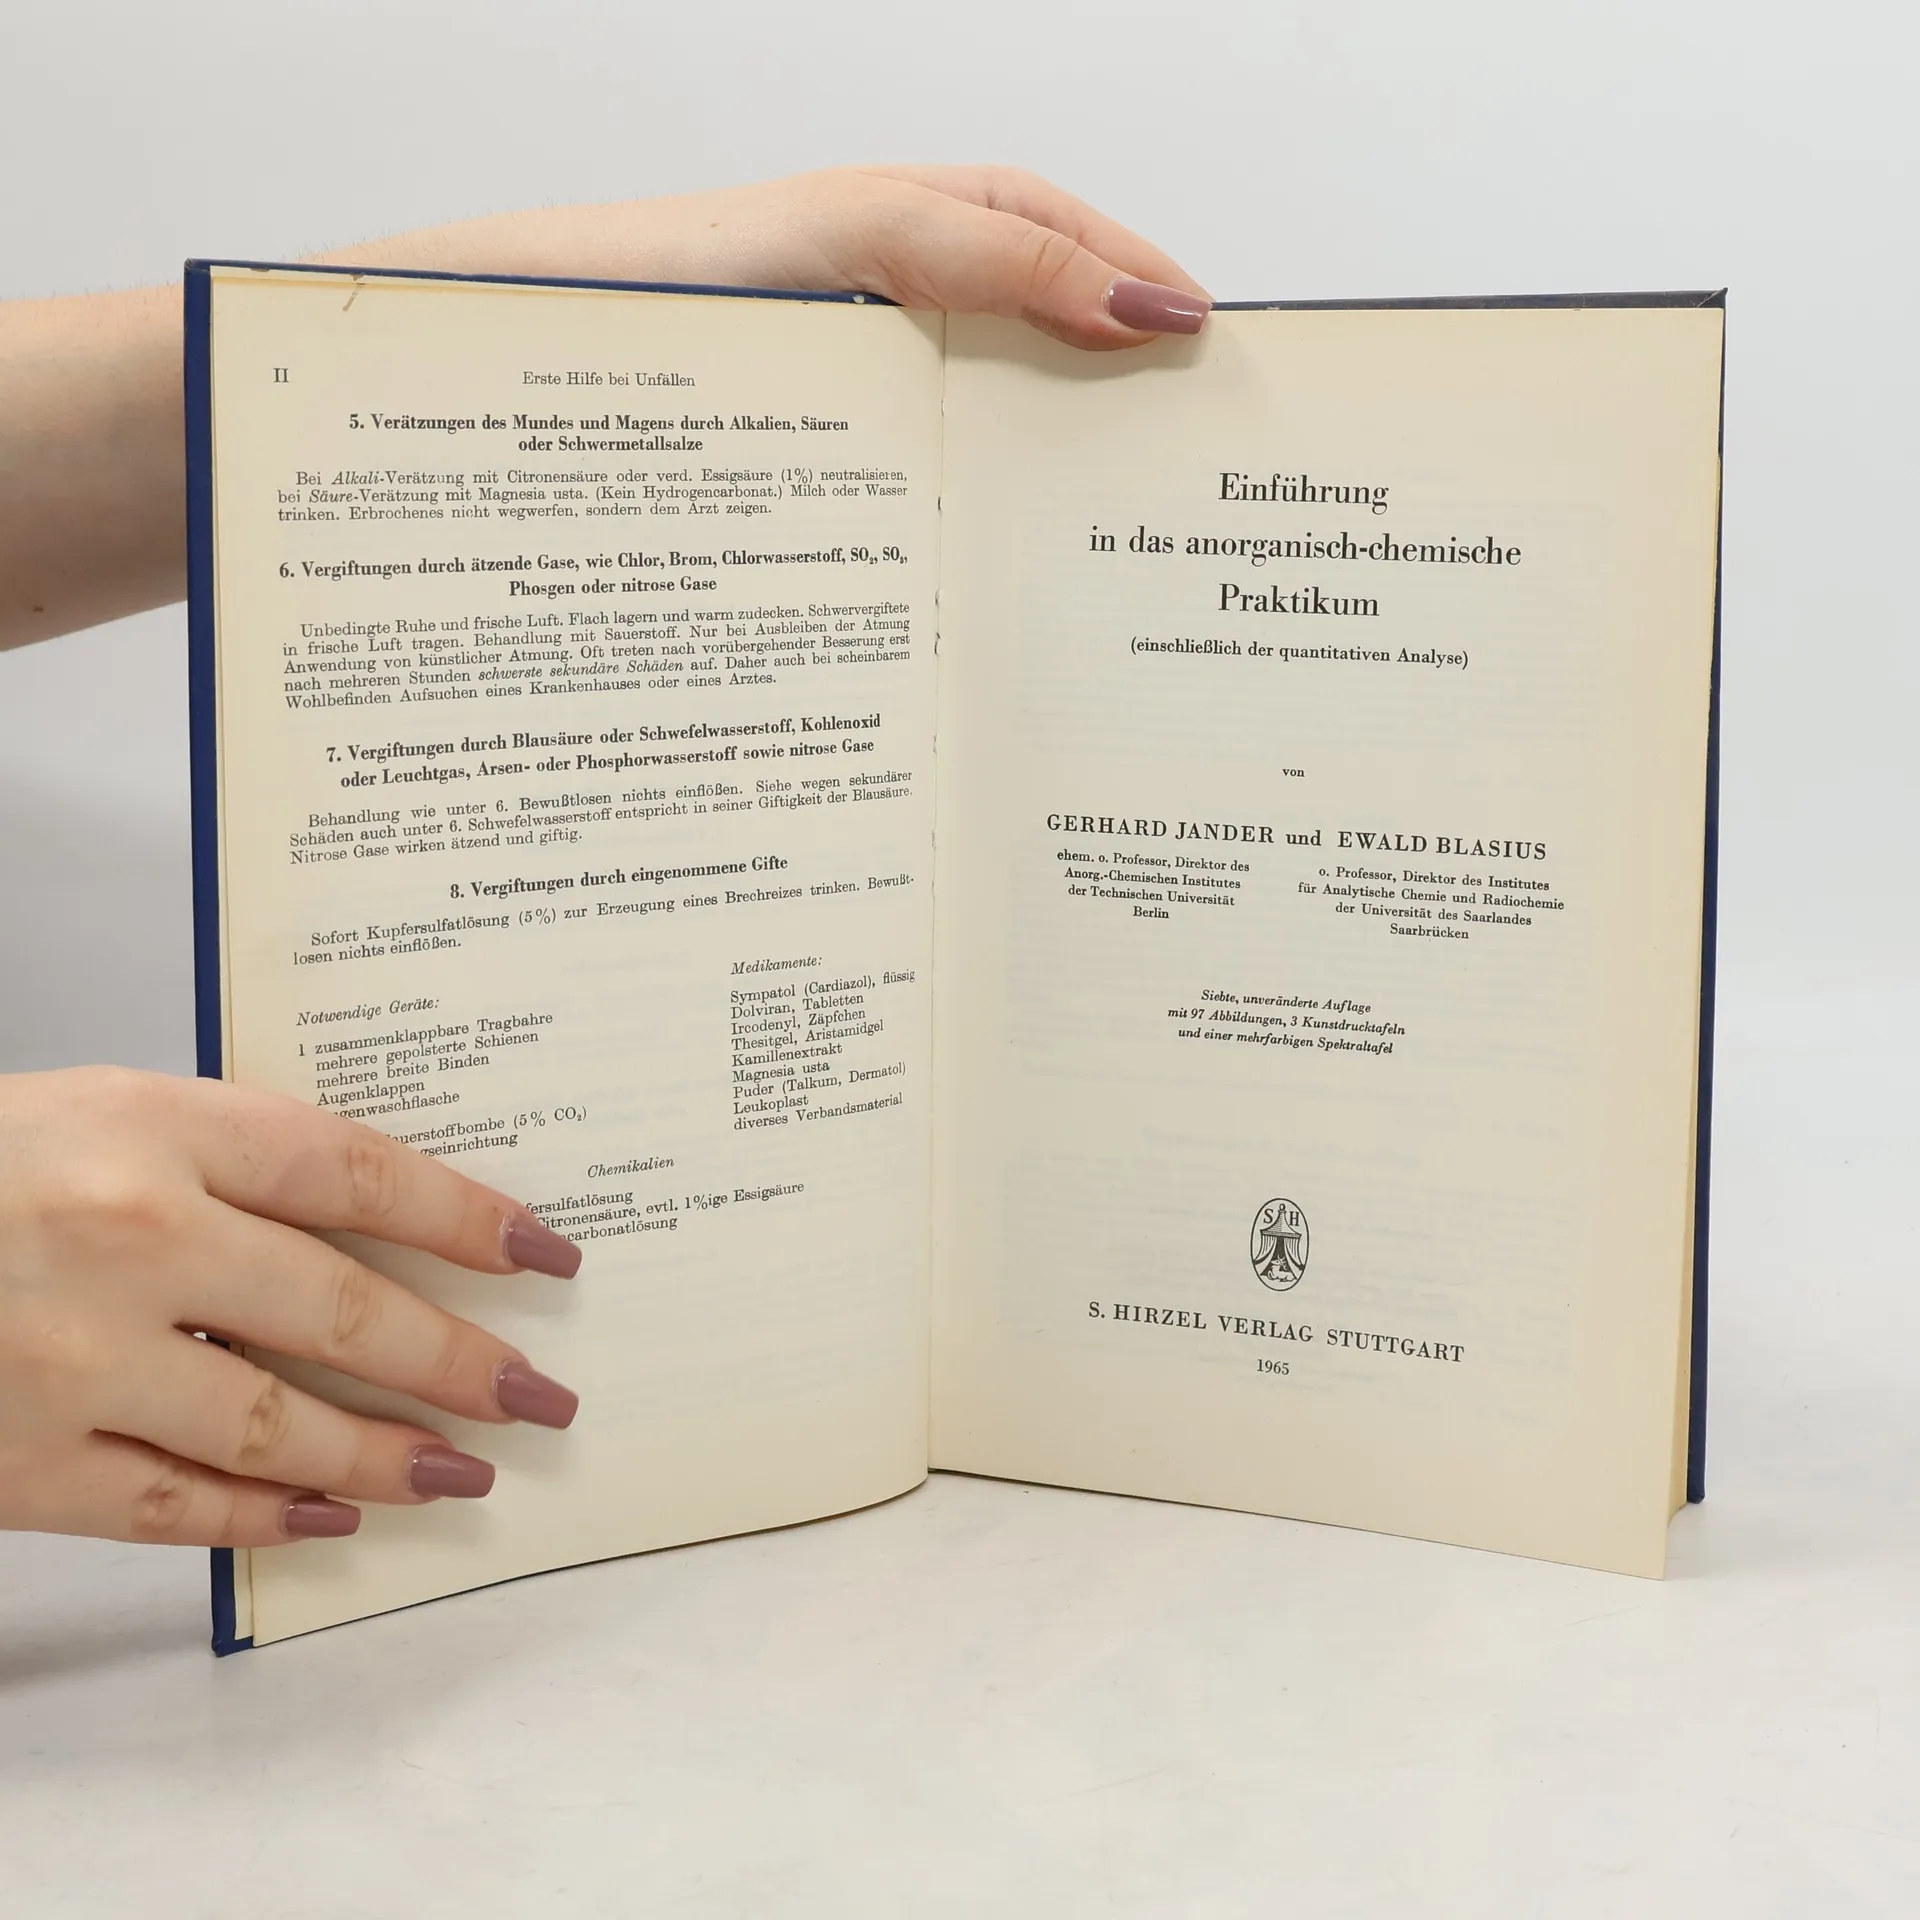 II
Erste Hilfe bei Unfällen
5. Verätzungen des Mundes und Magens durch Alkalien, Säuren
oder Schwermetallsalze
Bei Alkali-Verätzung mit Citronensäure oder verd. Essigsäure (1%) neutralisieren,
bei Säure-Verätzung mit Magnesia usta. (Kein Hydrogencarbonat.) Milch oder Wasser
trinken. Erbrochenes nicht wegwerfen, sondern dem Arzt zeigen.
6. Vergiftungen durch ätzende Gase, wie Chlor, Brom, Chlorwasserstoff, SO₂, SO₃,
Phosgen oder nitrose Gase
Unbedingte Ruhe und frische Luft. Flach lagern und warm zudecken. Schwervergiftete
in frische Luft tragen. Behandlung mit Sauerstoff. Nur bei Ausbleiben der Atmung
Anwendung von künstlicher Atmung. Oft treten nach vorübergehender Besserung erst
nach mehreren Stunden schwerste sekundäre Schäden auf. Daher auch bei scheinbarem
Wohlbefinden Aufsuchen eines Krankenhauses oder eines Arztes.
7. Vergiftungen durch Blausäure oder Schwefelwasserstoff, Kohlenoxid
oder Leuchtgas, Arsen- oder Phosphorwasserstoff sowie nitrose Gase
Behandlung wie unter 6. Bewußtlosen nichts einflößen. Siehe wegen sekundärer
Schäden auch unter 6. Schwefelwasserstoff entspricht in seiner Giftigkeit der Blausäure.
Nitrose Gase wirken ätzend und giftig.
8. Vergiftungen durch eingenommene Gifte
Sofort Kupfersulfatlösung (5%) zur Erzeugung eines Brechreizes trinken. Bewußt-
losen nichts einflößen.
Notwendige Geräte:
1 zusammenklappbare Tragbahre
mehrere gepolsterte Schienen
mehrere breite Binden
Augenklappen
genwaschflasche
auerstoffbombe (5% CO₂)
gseinrichtung
Medikamente:
Sympatol (Cardiazol), flüssig
Dolviran, Tabletten
Ircodenyl, Zäpfchen
Thesitgel, Aristamidgel
Kamillenextrakt
Magnesia usta
Puder (Talkum, Dermatol)
Leukoplast
diverses Verbandsmaterial
Chemikalien
fersulfatlösung
Citronensäure, evtl. 1%ige Essigsäure
carbonatlösung
Einführung
in das anorganisch-chemische
Praktikum
(einschließlich der quantitativen Analyse)
von
GERHARD JANDER und EWALD BLASIUS
ehem. o. Professor, Direktor des
Anorg.-Chemischen Institutes
der Technischen Universität
Berlin
o. Professor, Direktor des Institutes
für Analytische Chemie und Radiochemie
der Universität des Saarlandes
Saarbrücken
Siebte, unveränderte Auflage
mit 97 Abbildungen, 3 Kunstdrucktafeln
und einer mehrfarbigen Spektraltafel
S H
S. HIRZEL VERLAG STUTTGART
1965